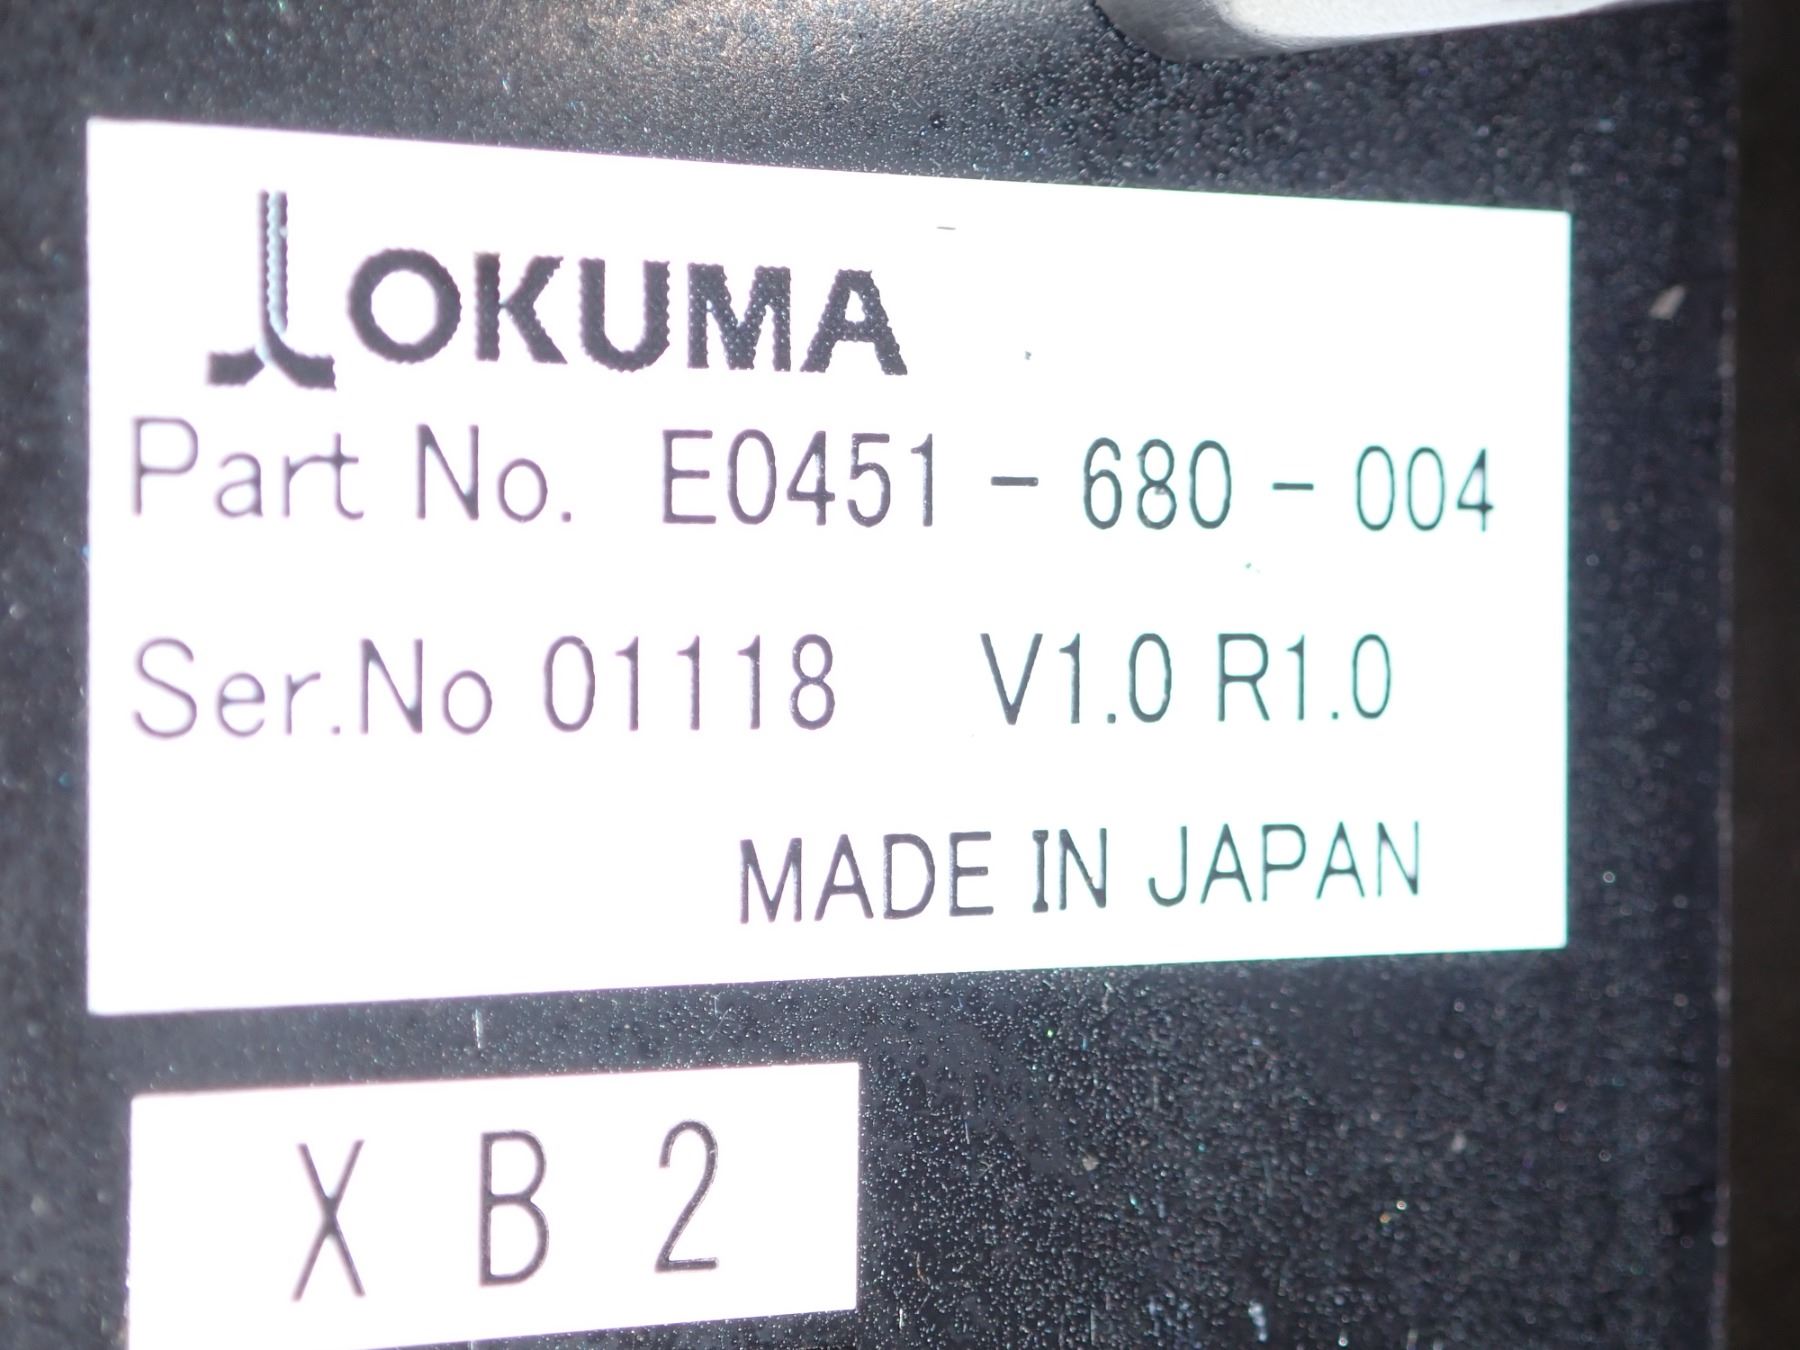 OKUMA
Part No. E0451-680-004
Ser.No 01118 V1.0 R1.0
MADE IN JAPAN
X B 2